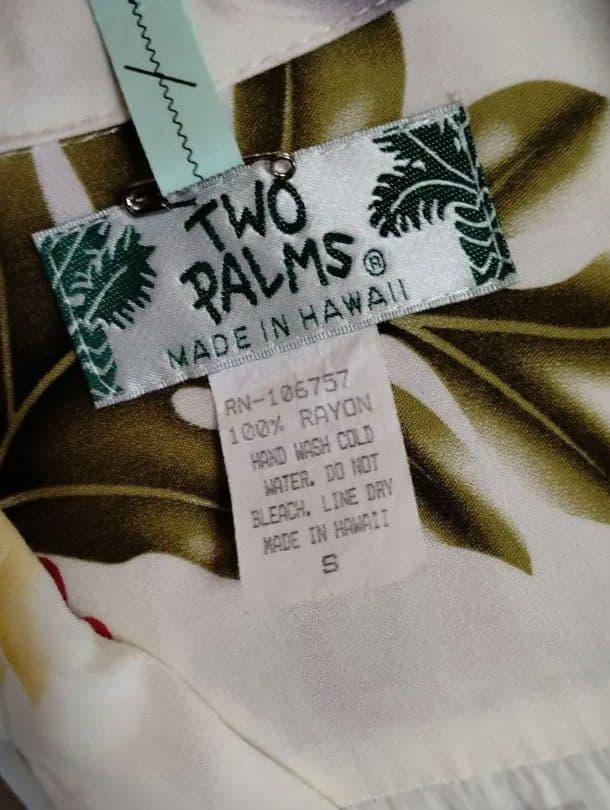 TWO
PALMS®
MADE IN HAWAII
RN-106757
100% RAYON
HAND WASH COLD
WATER. DO NOT
BLEACH. LINE DRY
MADE IN HAWAII
S